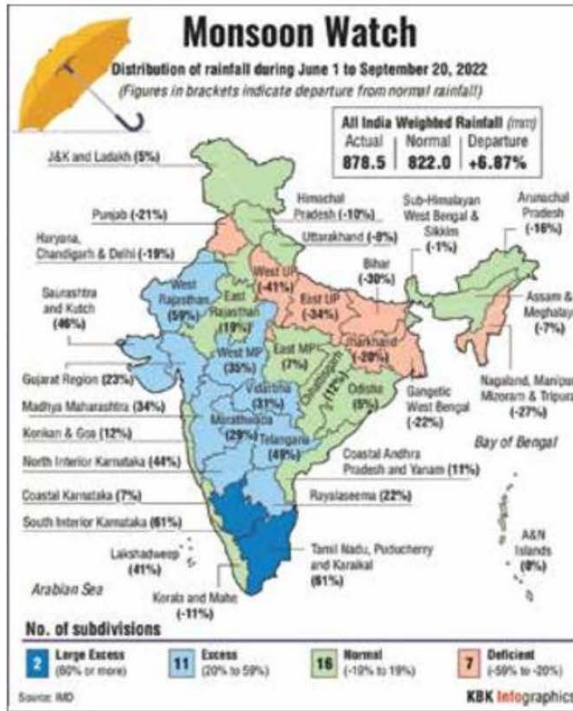 Monsoon Watch
Distribution of rainfall during June 1 to September 20, 2022
(Figures in brackets indicate departure from normal rainfall)
All India Weighted Rainfall (mm)
Actual Normal Departure
878.5 822.0 +6.87%
J&K and Ladakh (5%)
Himachal
Pradesh (-10%)
Sub-Himalayan
West Bengal &
Sikkim
(-1%)
Arunachal
Pradesh
(-16%)
Punjab (-21%)
Uttarakhand (-8%)
Haryana,
Chandigarh & Delhi (-19%)
West UP
(-41%)
Bihar
(-30%)
West
Rajasthan
(59%)
East
Rajasthan
(19%)
East UP
(-34%)
Saurashtra
and Kutch
(46%)
Assam &
Meghalaya
(-7%)
West MP
(35%)
East MP
(7%)
Jharkhand
(-20%)
Chhattisgarh
(12%)
Gujarat Region (23%)
Vidarbha
(31%)
Odisha
(5%)
Gangetic
West Bengal
(-22%)
Nagaland, Manipur
Mizoram & Tripura
(-27%)
Madhya Maharashtra (34%)
Marathwada
(29%)
Konkan & Goa (12%)
Telangana
(49%)
Bay of Bengal
North Interior Karnataka (44%)
Coastal Andhra
Pradesh and Yanam (11%)
Coastal Karnataka (7%)
Rayalaseema (22%)
South Interior Karnataka (61%)
Lakshadweep
(41%)
Tamil Nadu, Puducherry
and Karaikal
(61%)
A&N
Islands
(0%)
Arabian Sea
Kerala and Mahe
(-11%)
No. of subdivisions
2 Large Excess
(60% or more)
11 Excess
(20% to 59%)
16 Normal
(-19% to 19%)
7 Deficient
(-59% to -20%)
Source: IMD
KBK Infographics